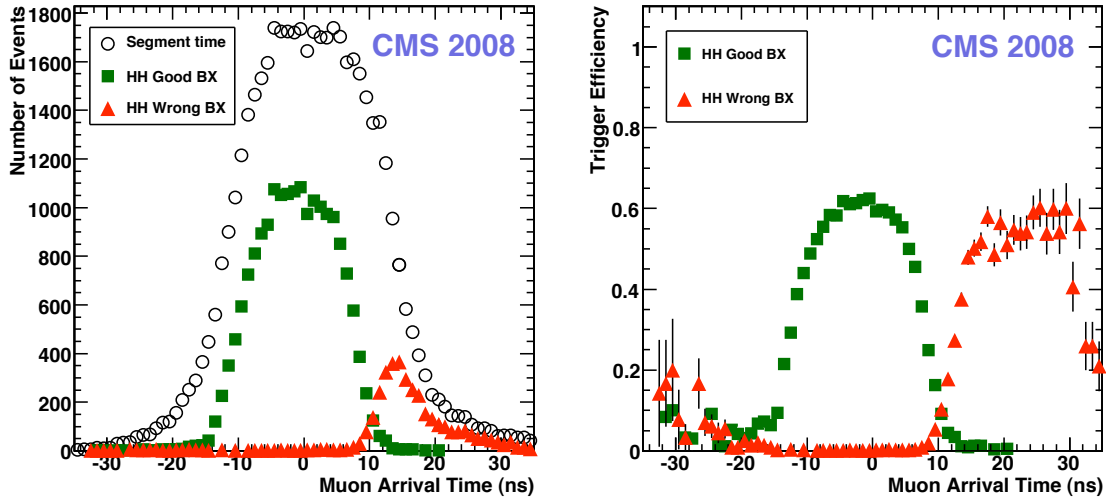 Number of Events
1800
1600
1400
1200
1000
800
600
400
200
0
Segment time
HH Good BX
HH Wrong BX
CMS 2008
-30 -20 -10 0 10 20 30
Muon Arrival Time (ns)
Trigger Efficiency
1
0.8
0.6
0.4
0.2
0
HH Good BX
HH Wrong BX
CMS 2008
-30 -20 -10 0 10 20 30
Muon Arrival Time (ns)